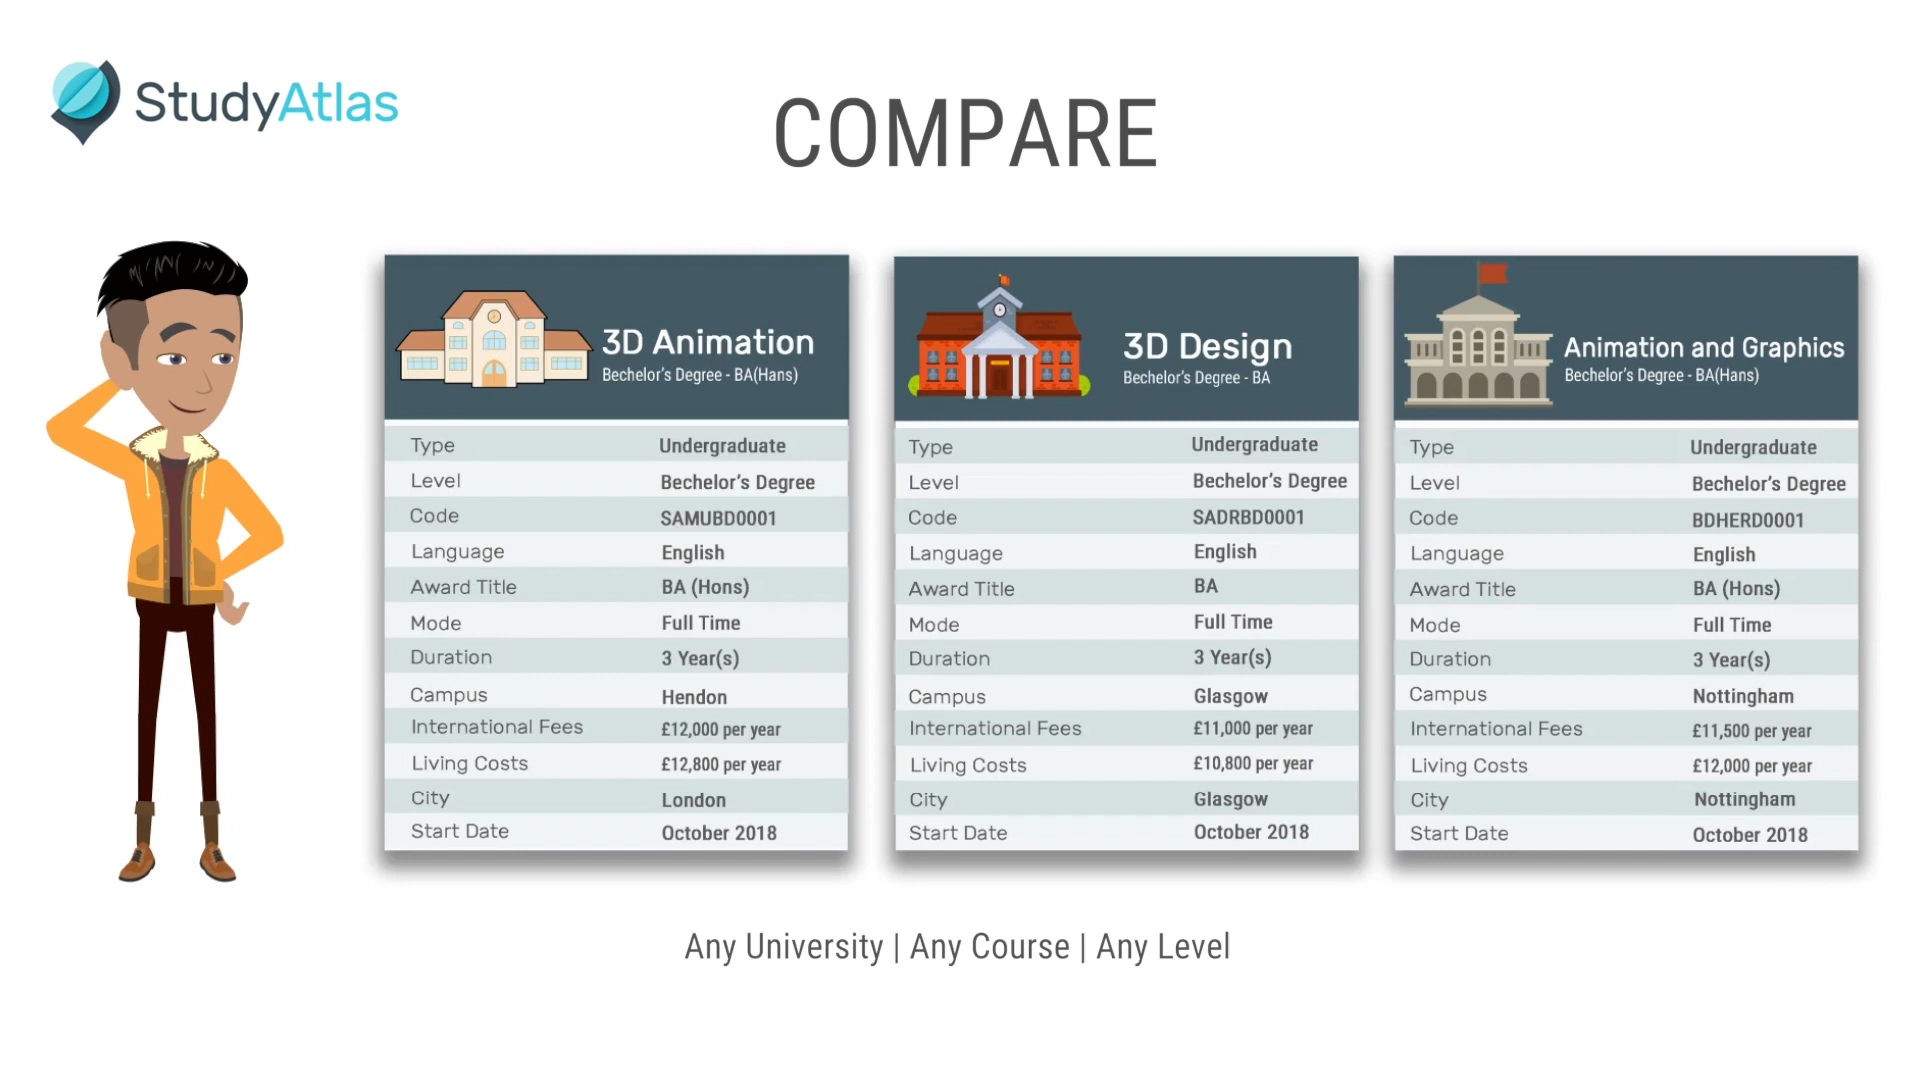 StudyAtlas
COMPARE
3D Animation
Bechelor's Degree - BA(Hans)
Type Undergraduate
Level Bechelor's Degree
Code SAMUBD0001
Language English
Award Title BA (Hons)
Mode Full Time
Duration 3 Year(s)
Campus Hendon
International Fees £12,000 per year
Living Costs £12,800 per year
City London
Start Date October 2018
3D Design
Bechelor's Degree - BA
Type Undergraduate
Level Bechelor's Degree
Code SADRBD0001
Language English
Award Title BA
Mode Full Time
Duration 3 Year(s)
Campus Glasgow
International Fees £11,000 per year
Living Costs £10,800 per year
City Glasgow
Start Date October 2018
Animation and Graphics
Bechelor's Degree - BA(Hans)
Type Undergraduate
Level Bechelor's Degree
Code BDHERD0001
Language English
Award Title BA (Hons)
Mode Full Time
Duration 3 Year(s)
Campus Nottingham
International Fees £11,500 per year
Living Costs £12,000 per year
City Nottingham
Start Date October 2018
Any University | Any Course | Any Level